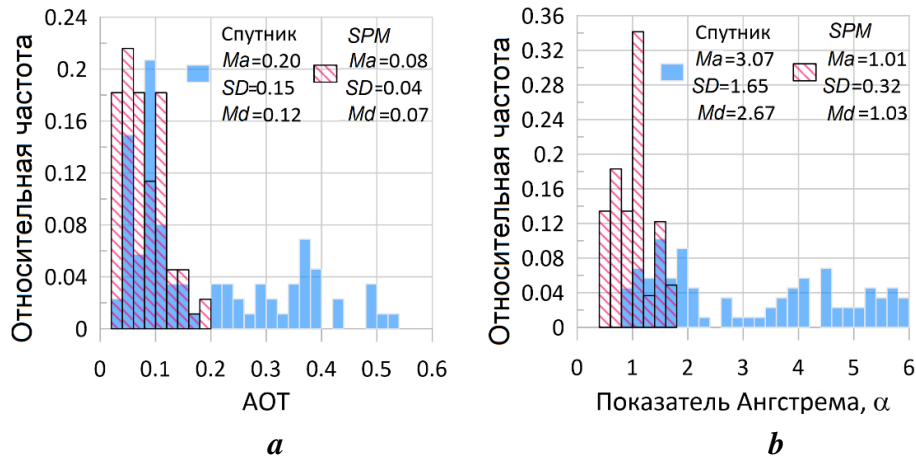 Относительная частота
0.24
0.2
0.16
0.12
0.08
0.04
0
Спутник SPM
Ma=0.20 Ma=0.08
SD=0.15 SD=0.04
Md=0.12 Md=0.07
0 0.1 0.2 0.3 0.4 0.5 0.6
АОТ
a
Относительная частота
0.36
0.32
0.28
0.24
0.2
0.16
0.12
0.08
0.04
0
Спутник SPM
Ma=3.07 Ma=1.01
SD=1.65 SD=0.32
Md=2.67 Md=1.03
0 1 2 3 4 5 6
Показатель Ангстрема, α
b